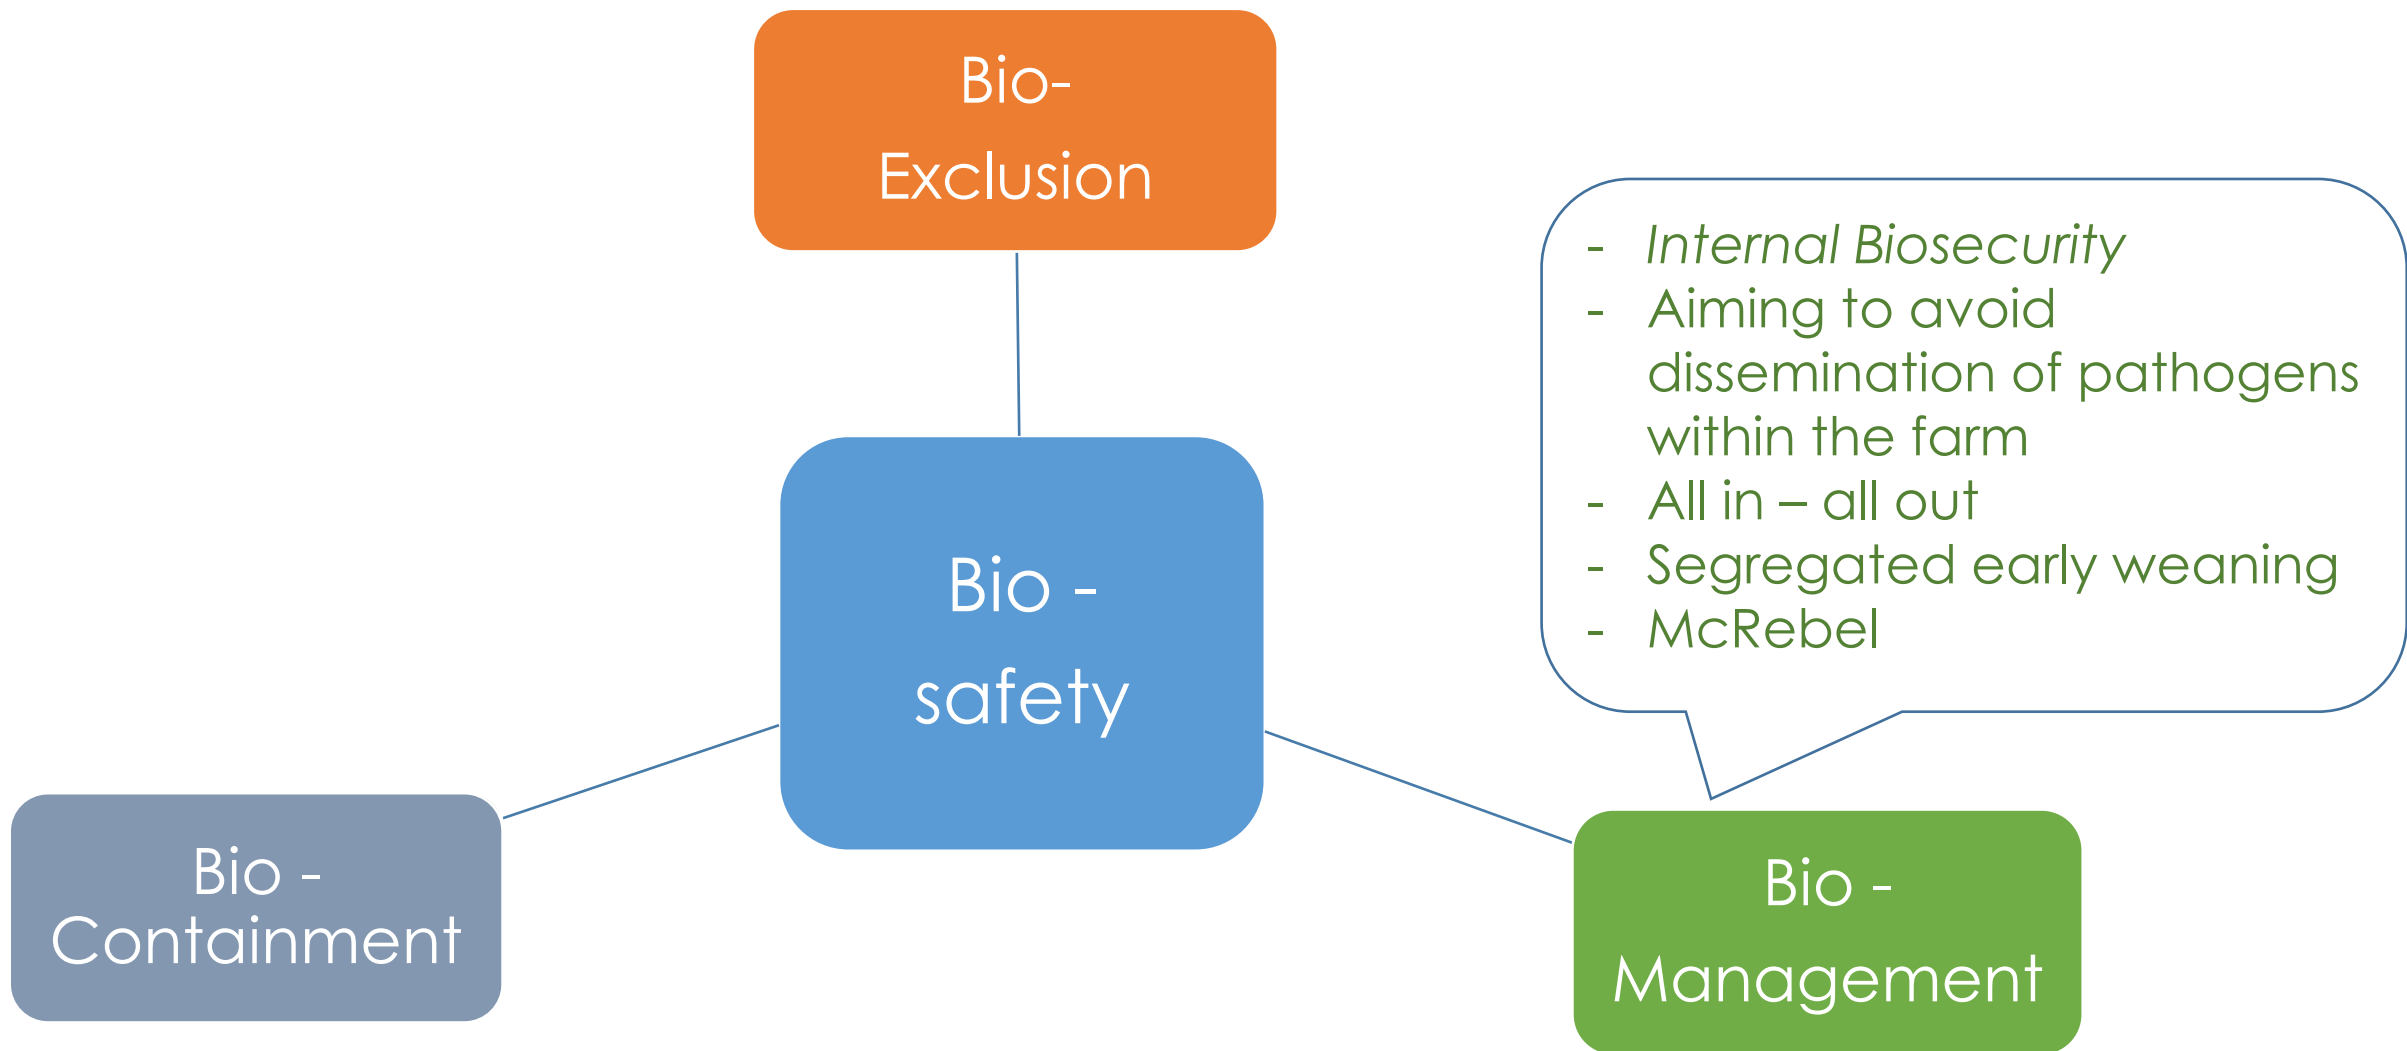 Bio-
Exclusion
- Internal Biosecurity
- Aiming to avoid
dissemination of pathogens
within the farm
- All in – all out
- Segregated early weaning
- McRebel
Bio -
safety
Bio -
Containment
Bio -
Management